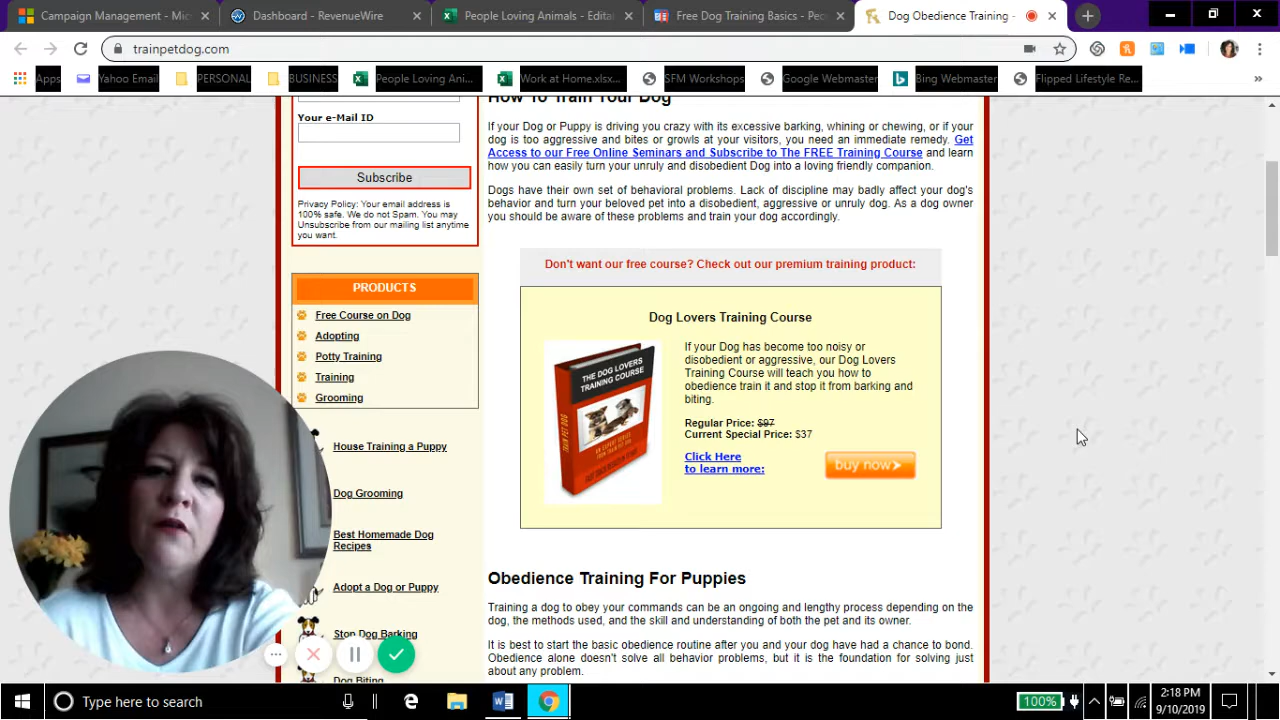 Campaign Management - Mic
Dashboard - RevenueWire
People Loving Animals - Edita
Free Dog Training Basics - Peo
Dog Obedience Training -
trainpetdog.com
Apps
Yahoo Email
PERSONAL
BUSINESS
People Loving Ani...
Work at Home.xlsx...
SFM Workshops
Google Webmaster
Bing Webmaster
Flipped Lifestyle Re...
Your e-Mail ID
Subscribe
Privacy Policy: Your email address is
100% safe. We do not Spam. You may
Unsubscribe from our mailing list anytime
you want.
PRODUCTS
Free Course on Dog
Adopting
Potty Training
Training
Grooming
House Training a Puppy
Dog Grooming
Best Homemade Dog
Recipes
Adopt a Dog or Puppy
Stop Dog Barking
Dog Biting
How To Train Your Dog
If your Dog or Puppy is driving you crazy with its excessive barking, whining or chewing, or if your
dog is too aggressive and bites or growls at your visitors, you need an immediate remedy. Get
Access to our Free Online Seminars and Subscribe to The FREE Training Course and learn
how you can easily turn your unruly and disobedient Dog into a loving friendly companion.
Dogs have their own set of behavioral problems. Lack of discipline may badly affect your dog's
behavior and turn your beloved pet into a disobedient, aggressive or unruly dog. As a dog owner
you should be aware of these problems and train your dog accordingly.
Don't want our free course? Check out our premium training product:
Dog Lovers Training Course
THE DOG LOVERS
TRAINING COURSE
TRAIN PET DOG
If your Dog has become too noisy or
disobedient or aggressive, our Dog Lovers
Training Course will teach you how to
obedience train it and stop it from barking and
biting.
Regular Price: $97
Current Special Price: $37
Click Here
to learn more:
buy now
Obedience Training For Puppies
Training a dog to obey your commands can be an ongoing and lengthy process depending on the
dog, the methods used, and the skill and understanding of both the pet and its owner.
It is best to start the basic obedience routine after you and your dog have had a chance to bond.
Obedience alone doesn't solve all behavior problems, but it is the foundation for solving just
about any problem.
Type here to search
100%
2:18 PM
9/10/2019